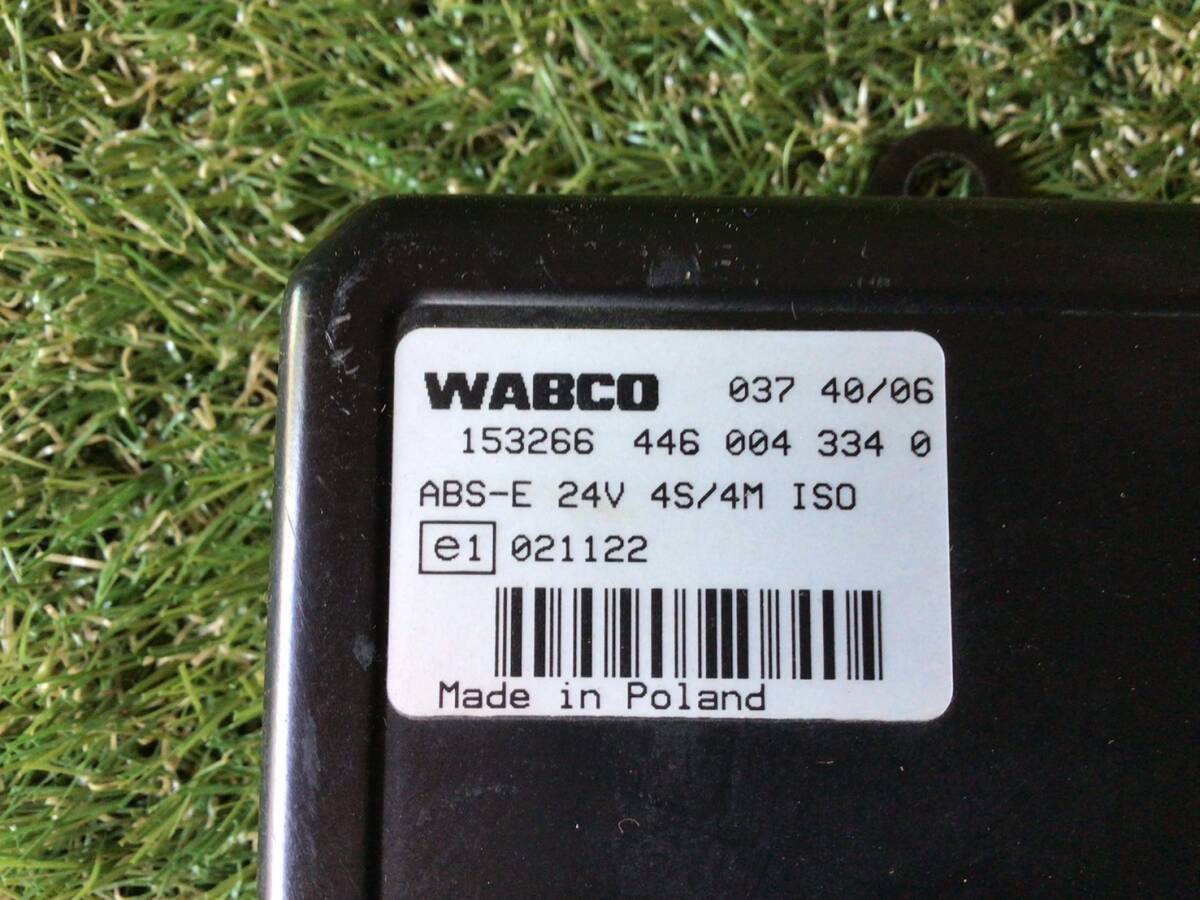 WABCO 037 40/06
153266 446 004 334 0
ABS-E 24V 4S/4M ISO
e1 021122
Made in Poland